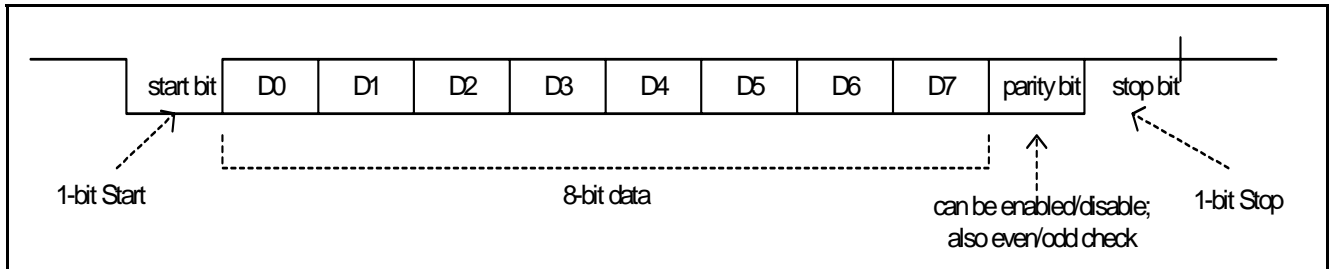 start bit D0 D1 D2 D3 D4 D5 D6 D7 parity bit stop bit
1-bit Start 8-bit data 1-bit Stop
can be enabled/disable;
also even/odd check